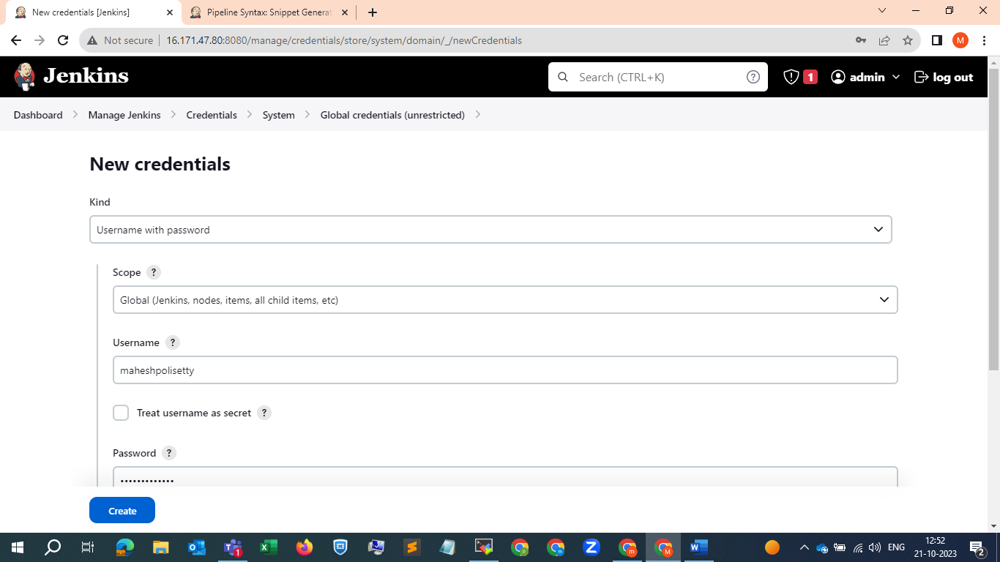 New credentials [Jenkins]
Pipeline Syntax: Snippet Generat
Not secure
16.171.47.80:8080/manage/credentials/store/system/domain/_/newCredentials
M
Jenkins
Search (CTRL+K)
?
1
admin
log out
Dashboard
Manage Jenkins
Credentials
System
Global credentials (unrestricted)
New credentials
Kind
Username with password
Scope ?
Global (Jenkins, nodes, items, all child items, etc)
Username ?
maheshpolisetty
Treat username as secret ?
Password ?
•••••••••••••
Create
ENG
12:52
21-10-2023
2